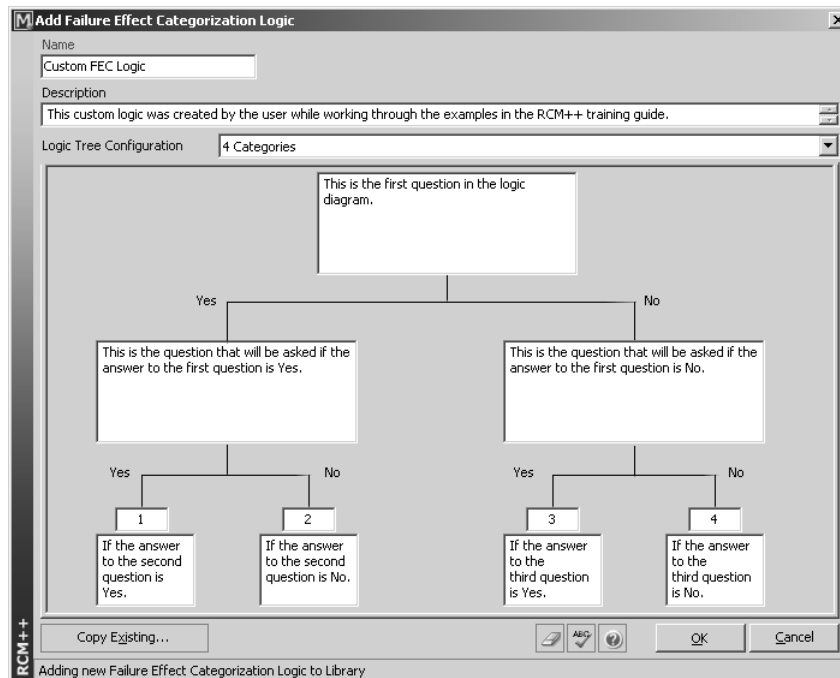 M Add Failure Effect Categorization Logic
Name
Custom FEC Logic
Description
This custom logic was created by the user while working through the examples in the RCM++ training guide.
Logic Tree Configuration
4 Categories
This is the first question in the logic
diagram.
Yes
No
This is the question that will be asked if the
answer to the first question is Yes.
This is the question that will be asked if the
answer to the first question is No.
Yes
No
Yes
No
1
2
3
4
If the answer
to the second
question is
Yes.
If the answer
to the second
question is No.
If the answer
to the
third question
is Yes.
If the answer
to the
third question
is No.
RCM++
Copy Existing...
ABC
OK
Cancel
Adding new Failure Effect Categorization Logic to Library